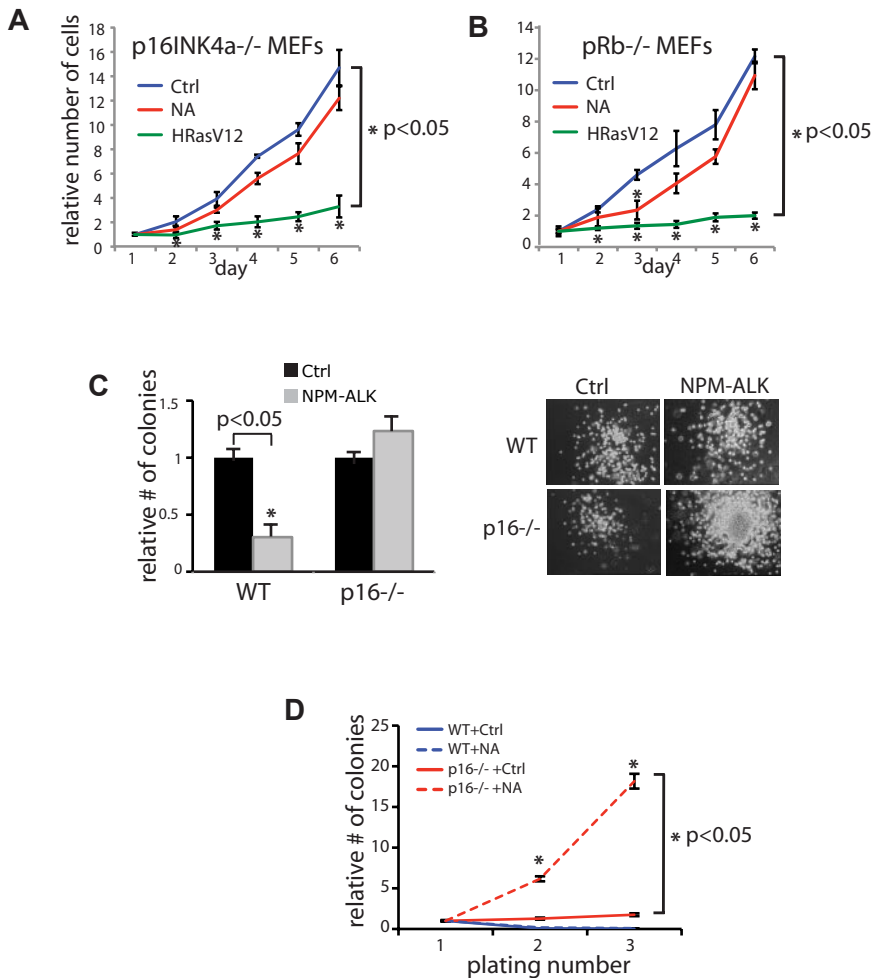 A
p16INK4a-/- MEFs
relative number of cells
18
16
14
12
10
8
6
4
2
0
Ctrl
NA
HRasV12
* p<0.05
* * * * *
1 2 3 4 5 6
day
B
pRb-/- MEFs
14
12
10
8
6
4
2
0
Ctrl
NA
HRasV12
* p<0.05
*
* * * * *
1 2 3 4 5 6
day
C
Ctrl
NPM-ALK
relative # of colonies
1.5
1
0.5
0
p<0.05
*
WT p16-/-
Ctrl NPM-ALK
WT
p16-/-
D
relative # of colonies
25
20
15
10
5
0
WT+Ctrl
WT+NA
p16-/- +Ctrl
p16-/- +NA
*
*
* p<0.05
1 2 3
plating number